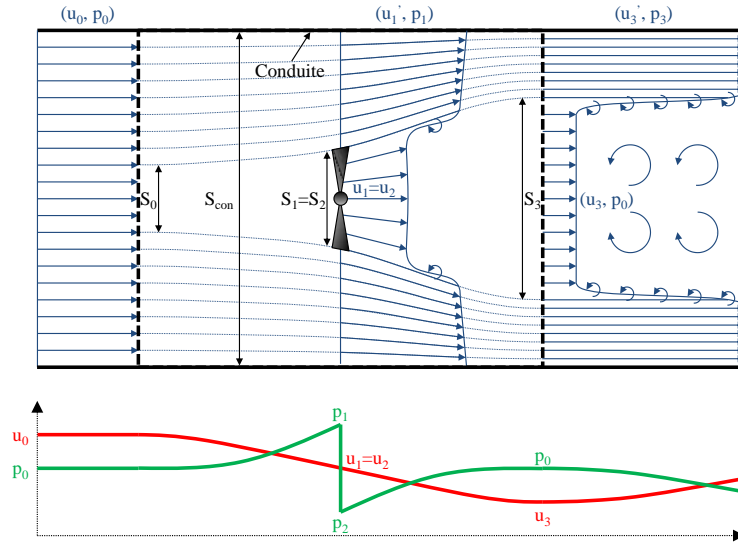 (u0, p0) (u1', p1) (u3', p3)
Conduite
S0 Scon S1=S2 u1=u2 S3 (u3, p0)
p1
u0
p0 u1=u2 p0
p2 u3